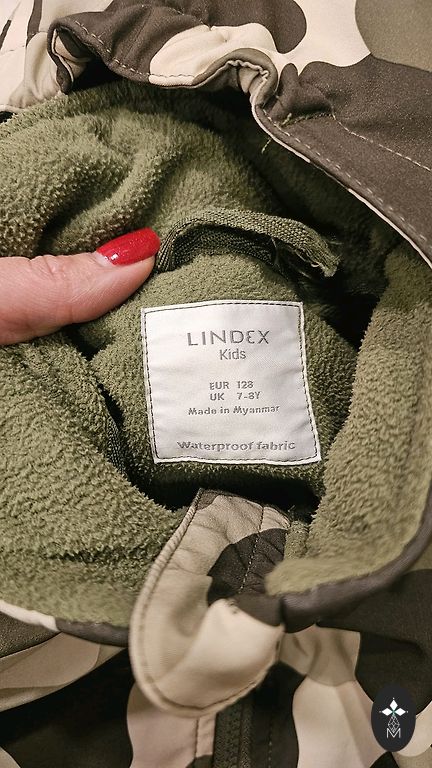 LINDEX
Kids
EUR 128
UK 7-8Y
Made in Myanmar
Waterproof fabric
M